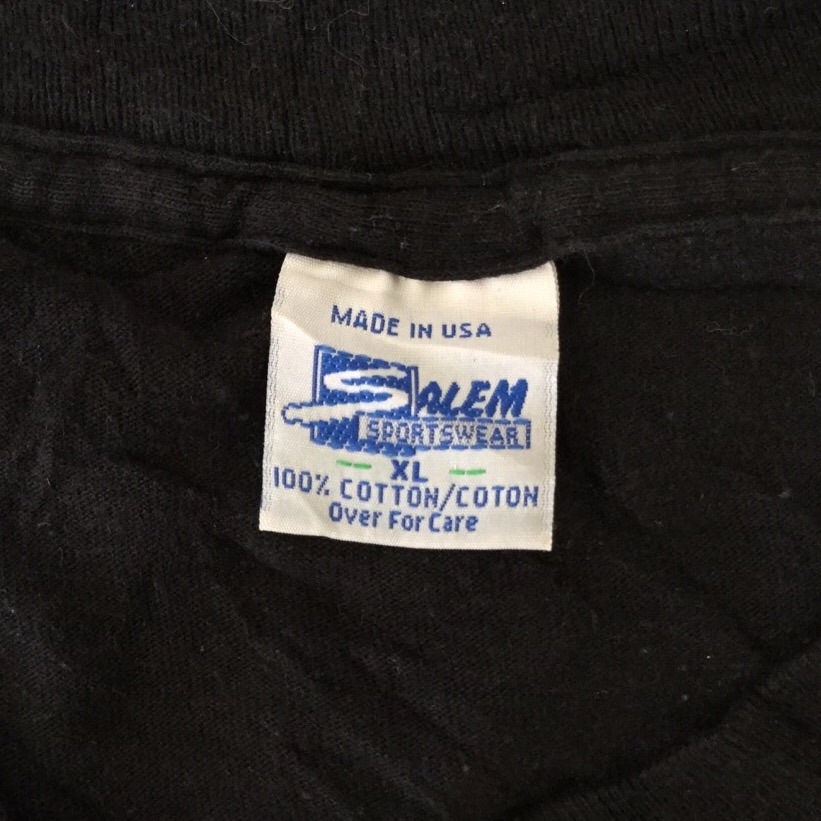 MADE IN USA
SALEM
SPORTSWEAR
XL
100% COTTON/COTON
Over For Care